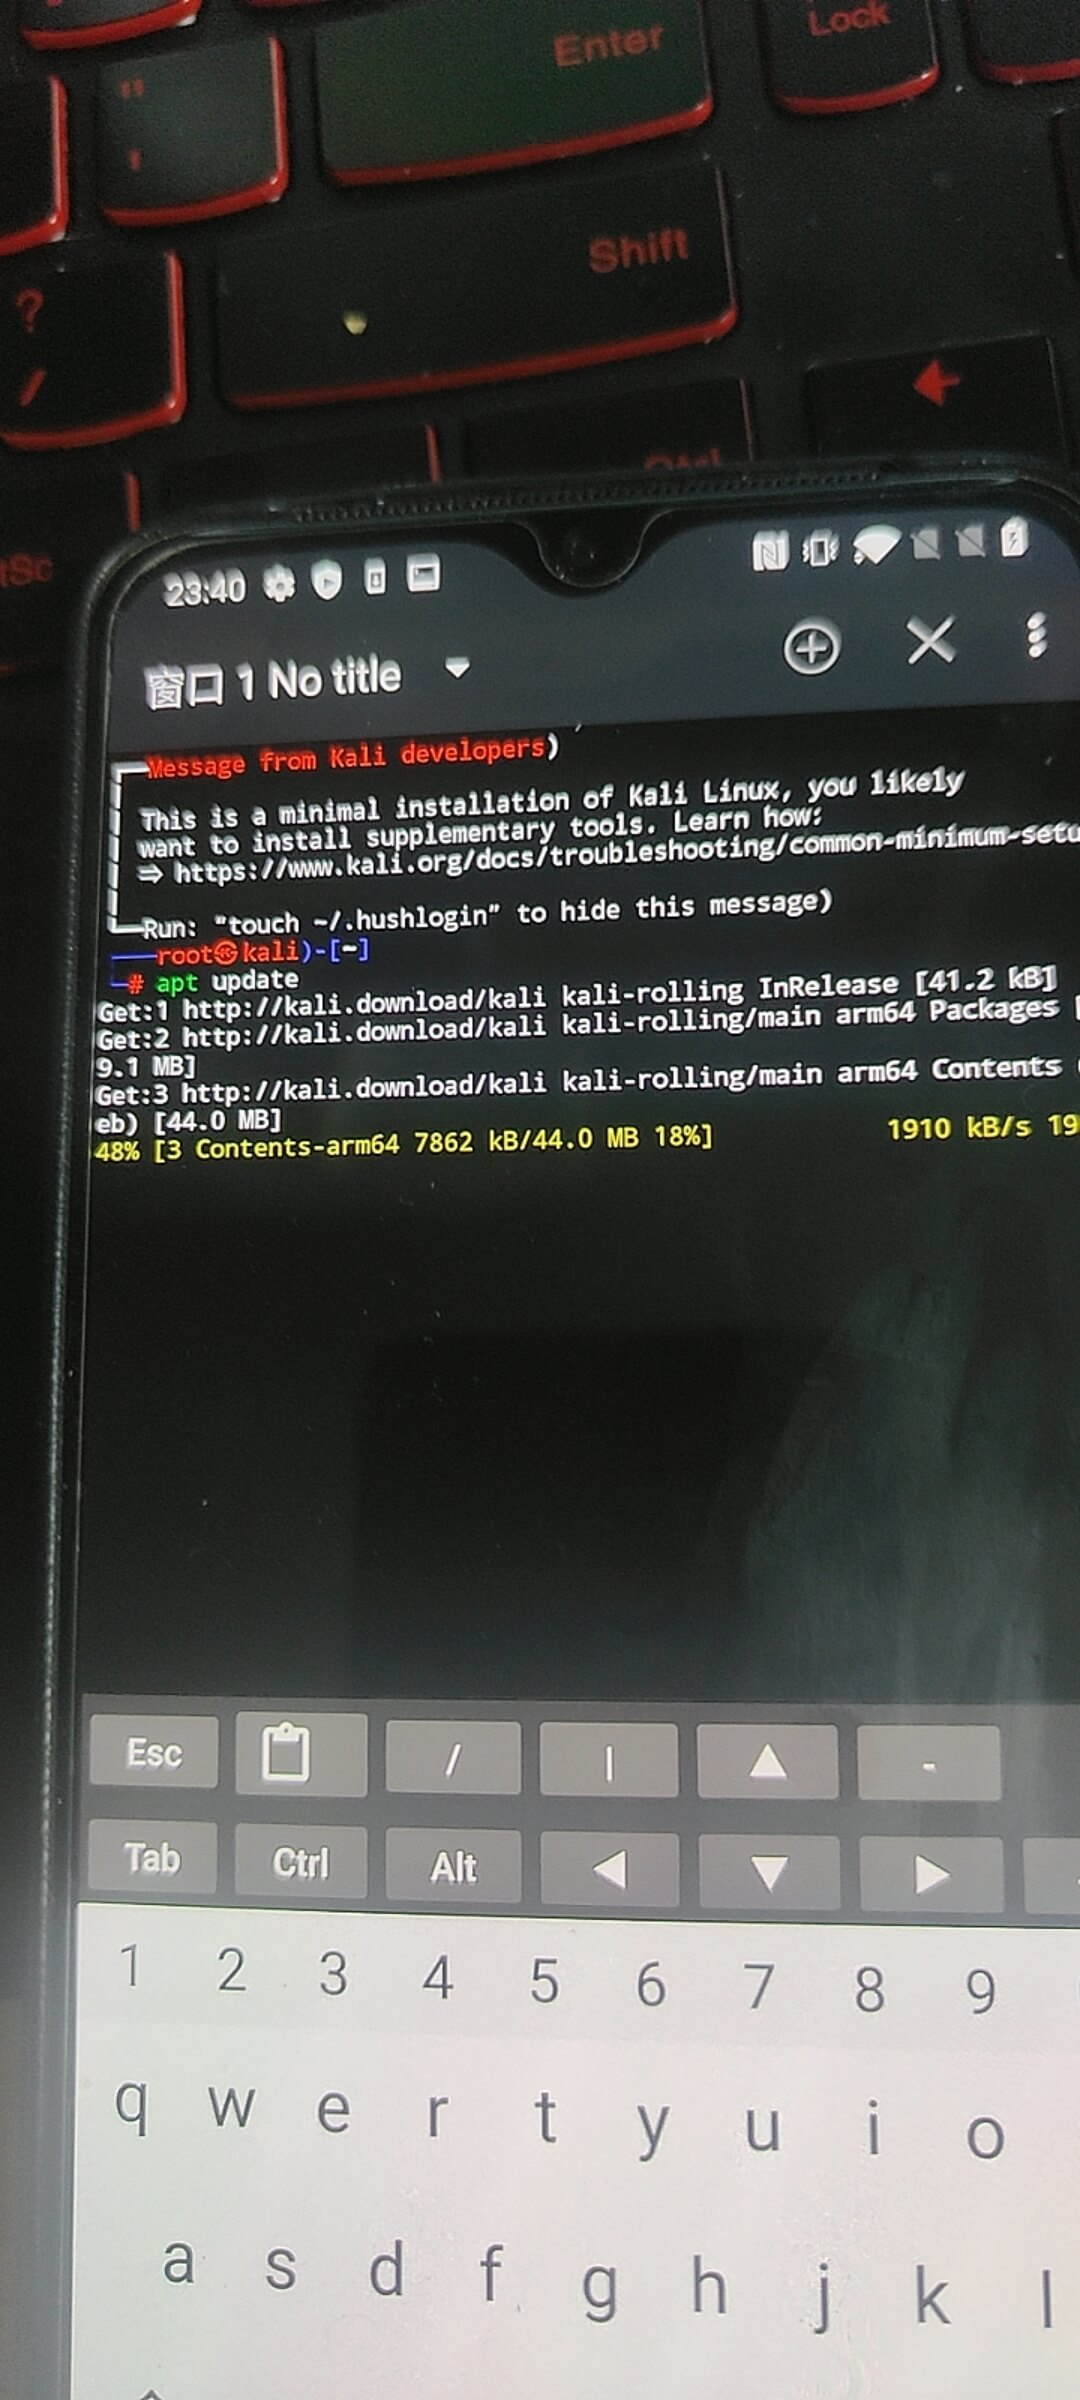 Lock
Enter
"
'
Shift
?
/
23:40
窗口 1 No title
Message from Kali developers)
This is a minimal installation of Kali Linux, you likely
want to install supplementary tools. Learn how:
⇒ https://www.kali.org/docs/troubleshooting/common-minimum-setu
Run: "touch ~/.hushlogin" to hide this message)
root㉿kali)-[~]
# apt update
Get:1 http://kali.download/kali kali-rolling InRelease [41.2 kB]
Get:2 http://kali.download/kali kali-rolling/main arm64 Packages [
9.1 MB]
Get:3 http://kali.download/kali kali-rolling/main arm64 Contents (
eb) [44.0 MB]
48% [3 Contents-arm64 7862 kB/44.0 MB 18%] 1910 kB/s 19
Esc / | ▲ -
Tab Ctrl Alt ◀ ▼ ▶
1 2 3 4 5 6 7 8 9
q w e r t y u i o
a s d f g h j k l